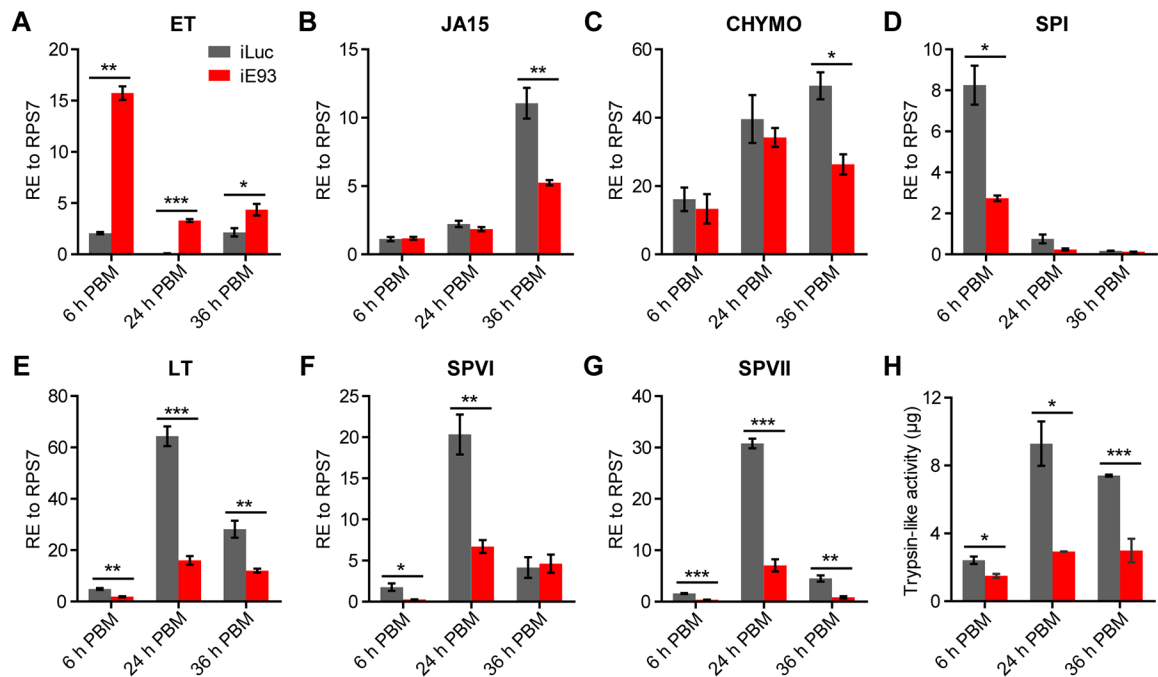 A
ET
20
15
10
5
0
RE to RPS7
iLuc
iE93
**
***
*
6 h PBM
24 h PBM
36 h PBM
B
JA15
15
10
5
0
RE to RPS7
**
6 h PBM
24 h PBM
36 h PBM
C
CHYMO
60
40
20
0
RE to RPS7
*
6 h PBM
24 h PBM
36 h PBM
D
SPI
10
8
6
4
2
0
RE to RPS7
*
6 h PBM
24 h PBM
36 h PBM
E
LT
80
60
40
20
0
RE to RPS7
**
***
**
6 h PBM
24 h PBM
36 h PBM
F
SPVI
25
20
15
10
5
0
RE to RPS7
*
**
6 h PBM
24 h PBM
36 h PBM
G
SPVII
40
30
20
10
0
RE to RPS7
***
***
**
6 h PBM
24 h PBM
36 h PBM
H
12
9
6
3
0
Trypsin-like activity (μg)
*
*
***
6 h PBM
24 h PBM
36 h PBM